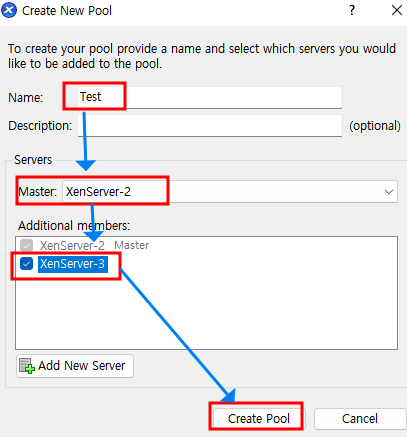 Create New Pool ?
To create your pool provide a name and select which servers you would
like to be added to the pool.
Name: Test
Description: (optional)
Servers
Master: XenServer-2
Additional members:
XenServer-2 Master
XenServer-3
Add New Server
Create Pool Cancel